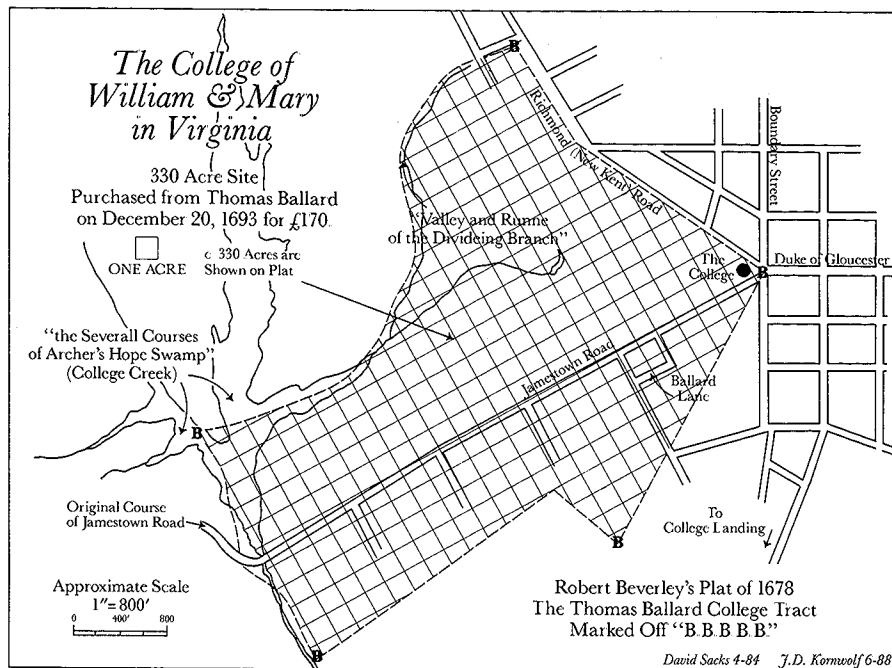 The College of
William & Mary
in Virginia
330 Acre Site
Purchased from Thomas Ballard
on December 20, 1693 for £170.
ONE ACRE
c. 330 Acres are
Shown on Plat
"Valley and Runne
of the Divideing Branch"
Richmond (New Kent) Road
Boundary Street
The
College
Duke of Gloucester
"the Severall Courses
of Archer's Hope Swamp"
(College Creek)
Jamestown Road
Ballard
Lane
B
B
B
B
B
Original Course
of Jamestown Road
To
College Landing
Approximate Scale
1"=800'
0 400' 800
Robert Beverley's Plat of 1678
The Thomas Ballard College Tract
Marked Off "B.B.B.B.B."
David Sacks 4-84 J.D. Kornwolf 6-88